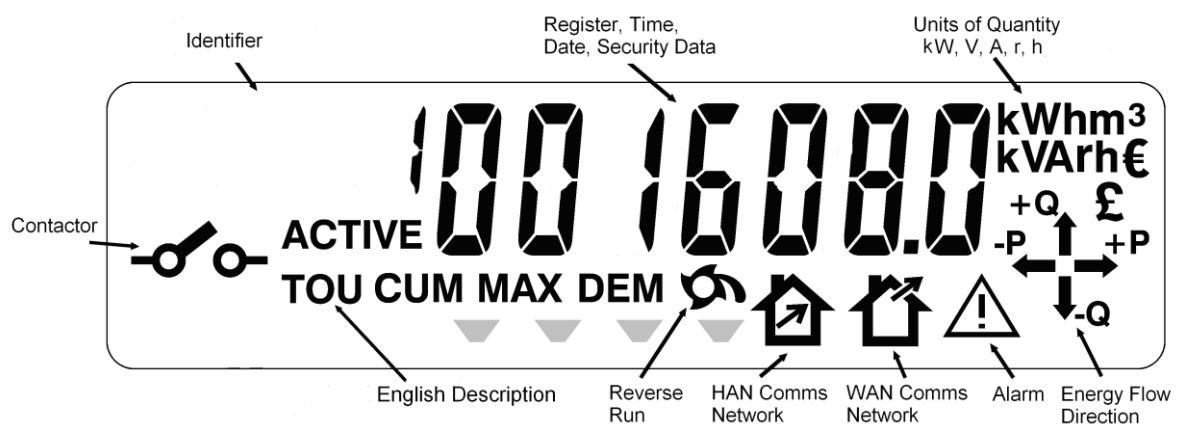 Identifier
Register, Time,
Date, Security Data
Units of Quantity
kW, V, A, r, h
1001608.0
kWhm³
kVArh€
Contactor
ACTIVE
+Q £
-P +P
TOU CUM MAX DEM
-Q
English Description
Reverse
Run
HAN Comms
Network
WAN Comms
Network
Alarm
Energy Flow
Direction